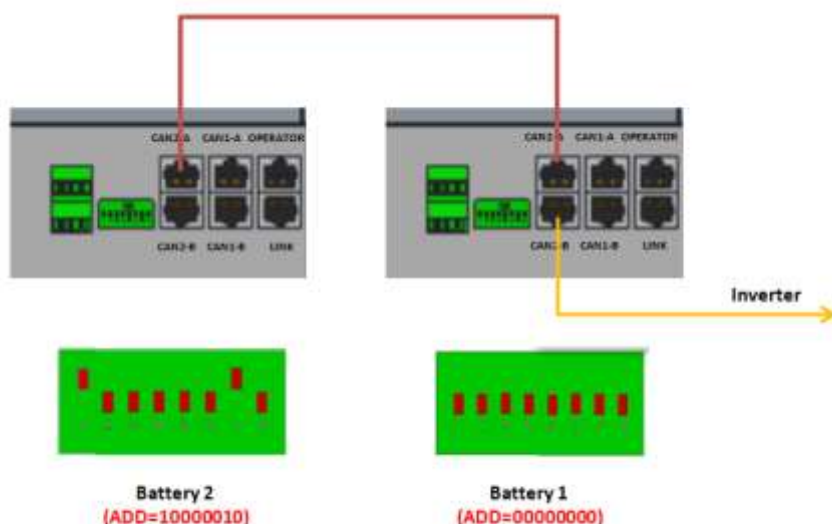 CAN2-A CAN1-A OPERATOR
CAN2-B CAN1-B LINK
CAN2-A CAN1-A OPERATOR
CAN2-B CAN1-B LINK
Inverter
Battery 2
(ADD=10000010)
Battery 1
(ADD=00000000)